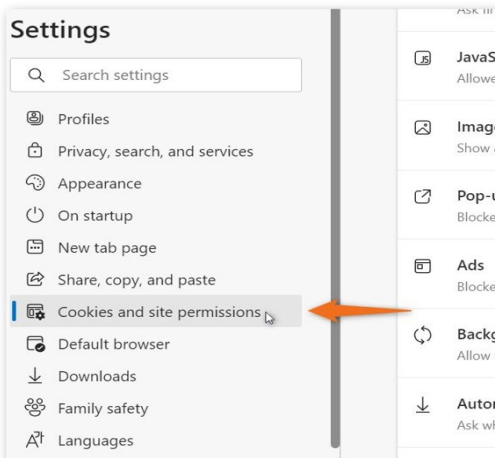 Settings
Search settings
Profiles
Privacy, search, and services
Appearance
On startup
New tab page
Share, copy, and paste
Cookies and site permissions
Default browser
Downloads
Family safety
Languages
JavaS
Allowe
Imag
Show
Pop-u
Blocke
Ads
Blocke
Backg
Allow
Autor
Ask wh